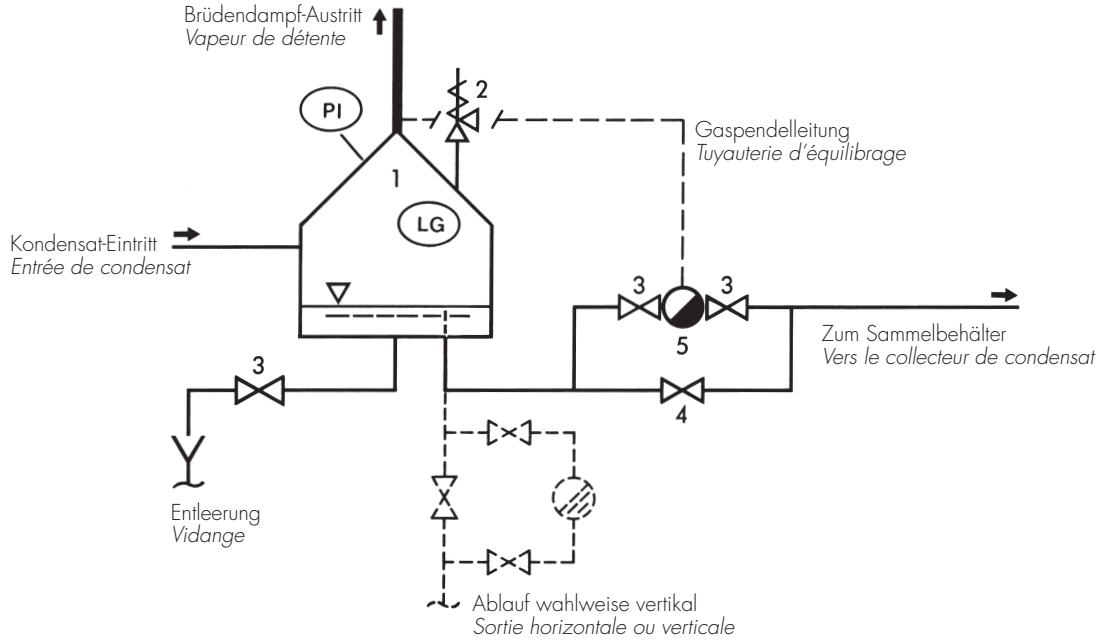 Brüdendampf-Austritt
Vapeur de détente
2
PI
Gaspendelleitung
Tuyauterie d'équilibrage
1
LG
Kondensat-Eintritt
Entrée de condensat
3
3
5
Zum Sammelbehälter
Vers le collecteur de condensat
3
4
Entleerung
Vidange
Ablauf wahlweise vertikal
Sortie horizontale ou verticale